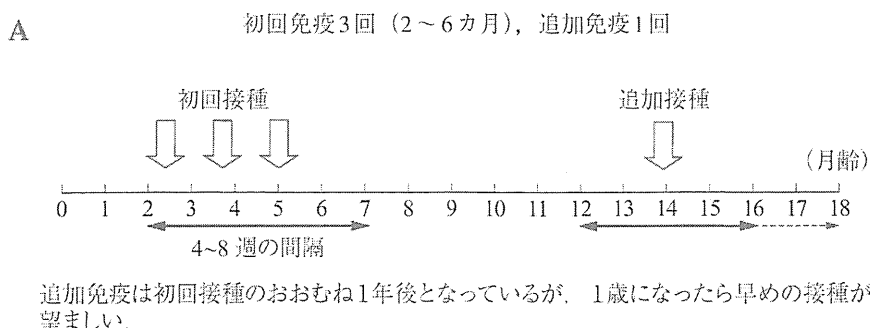 A
初回免疫3回（2～6カ月），追加免疫1回
初回接種
追加接種
（月齢）
0 1 2 3 4 5 6 7 8 9 10 11 12 13 14 15 16 17 18
4~8 週の間隔
追加免疫は初回接種のおおむね1年後となっているが，1歳になったら早めの接種が
望ましい．